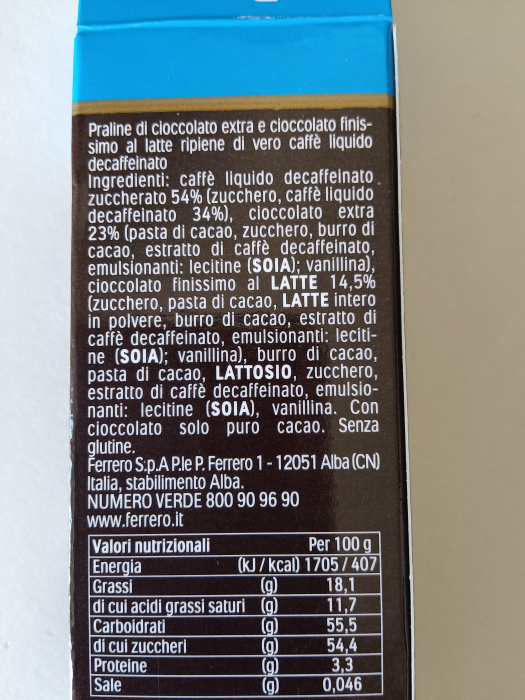 Praline di cioccolato extra e cioccolato finis-
simo al latte ripiene di vero caffè liquido
decaffeinato
Ingredienti: caffè liquido decaffeinato
zuccherato 54% (zucchero, caffè liquido
decaffeinato 34%), cioccolato extra
23% (pasta di cacao, zucchero, burro di
cacao, estratto di caffè decaffeinato,
emulsionanti: lecitine (SOIA); vanillina),
cioccolato finissimo al LATTE 14,5%
(zucchero, pasta di cacao, LATTE intero
in polvere, burro di cacao, estratto di
caffè decaffeinato, emulsionanti: leciti-
ne (SOIA); vanillina), burro di cacao,
pasta di cacao, LATTOSIO, zucchero,
estratto di caffè decaffeinato, emulsio-
nanti: lecitine (SOIA), vanillina. Con
cioccolato solo puro cacao. Senza
glutine.
Ferrero S.p.A P.le P. Ferrero 1 - 12051 Alba (CN)
Italia, stabilimento Alba.
NUMERO VERDE 800 90 96 90
www.ferrero.it
Valori nutrizionali Per 100 g
Energia (kJ / kcal) 1705 / 407
Grassi (g) 18,1
di cui acidi grassi saturi (g) 11,7
Carboidrati (g) 55,5
di cui zuccheri (g) 54,4
Proteine (g) 3,3
Sale (g) 0,046